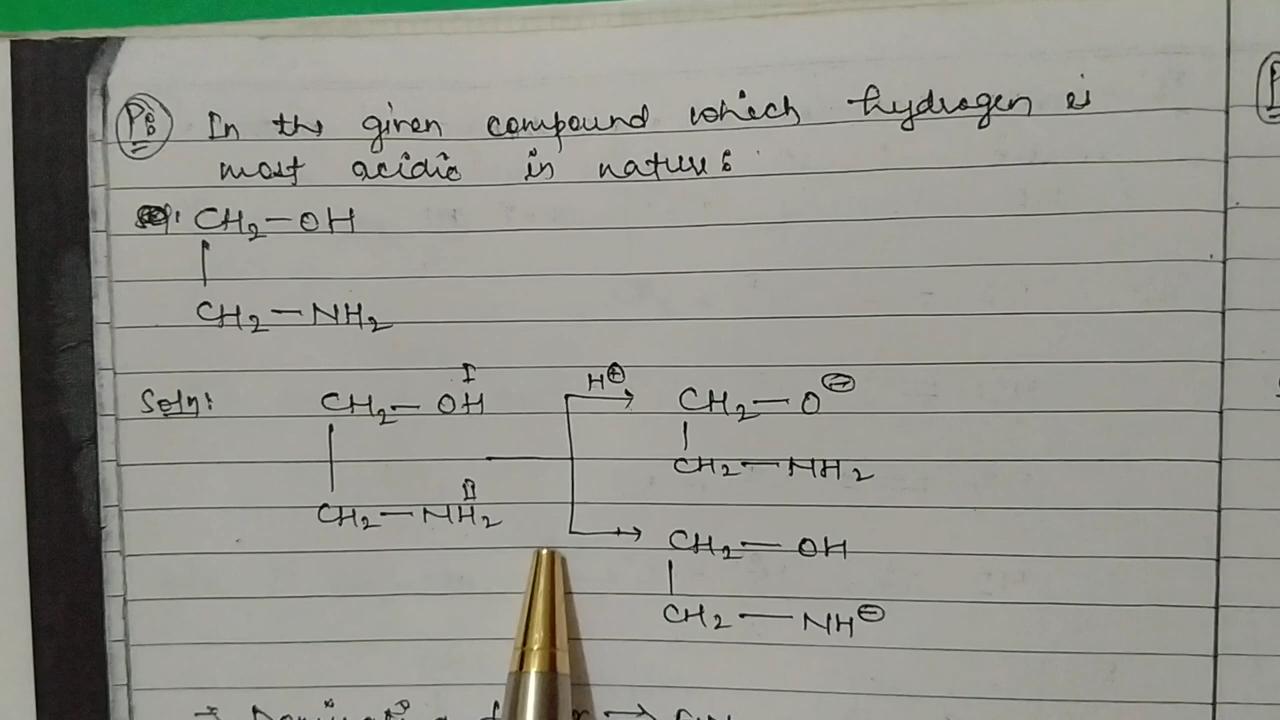 P:8 In the given compound which hydrogen is
most acidic in nature:
CH2-OH
|
CH2-NH2
Soln: CH2-OH I H⊕ → CH2-O⊖
| |
CH2-NH2 II CH2-NH2
→ CH2-OH
|
CH2-NH⊖